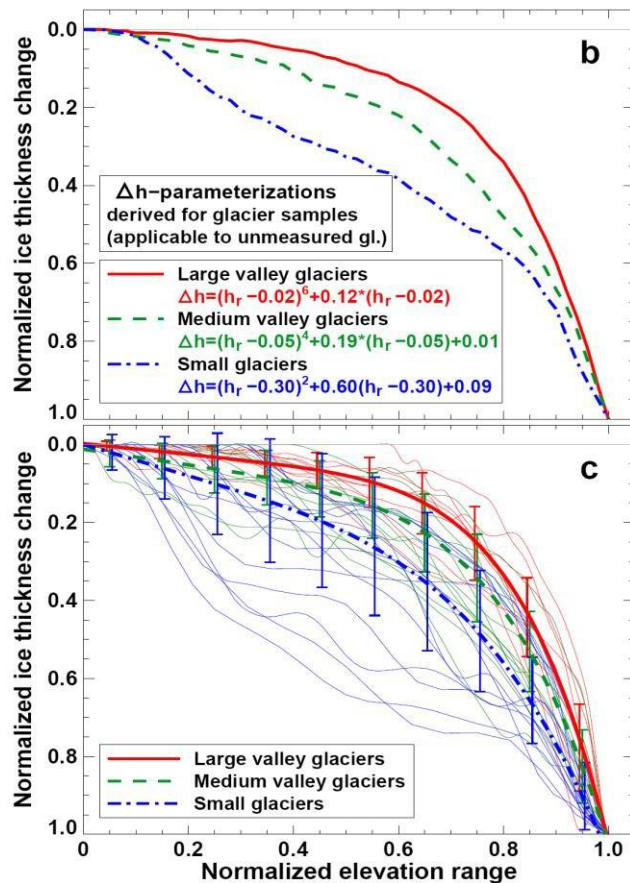 b
Normalized ice thickness change
0.0
0.2
0.4
0.6
0.8
1.0
△h-parameterizations
derived for glacier samples
(applicable to unmeasured gl.)
Large valley glaciers
△h=(hᵣ −0.02)⁶+0.12*(hᵣ −0.02)
Medium valley glaciers
△h=(hᵣ −0.05)⁴+0.19*(hᵣ −0.05)+0.01
Small glaciers
△h=(hᵣ −0.30)²+0.60(hᵣ −0.30)+0.09
c
Normalized ice thickness change
0.0
0.2
0.4
0.6
0.8
1.0
Large valley glaciers
Medium valley glaciers
Small glaciers
0 0.2 0.4 0.6 0.8 1.0
Normalized elevation range